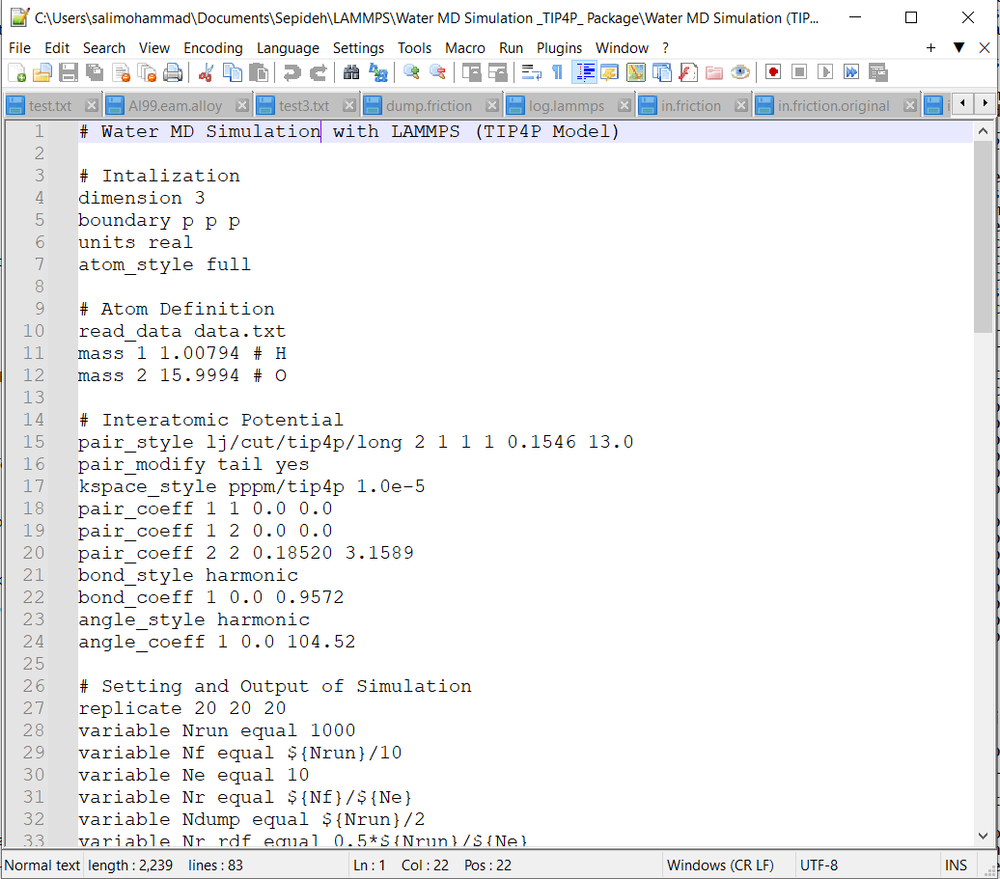 C:\Users\salimohammad\Documents\Sepideh\LAMMPS\Water MD Simulation _TIP4P_ Package\Water MD Simulation (TIP...
File Edit Search View Encoding Language Settings Tools Macro Run Plugins Window ?
test.txt Al99.eam.alloy test3.txt dump.friction log.lammps in.friction in.friction.original
1 # Water MD Simulation with LAMMPS (TIP4P Model)
2
3 # Intalization
4 dimension 3
5 boundary p p p
6 units real
7 atom_style full
8
9 # Atom Definition
10 read_data data.txt
11 mass 1 1.00794 # H
12 mass 2 15.9994 # O
13
14 # Interatomic Potential
15 pair_style lj/cut/tip4p/long 2 1 1 1 0.1546 13.0
16 pair_modify tail yes
17 kspace_style pppm/tip4p 1.0e-5
18 pair_coeff 1 1 0.0 0.0
19 pair_coeff 1 2 0.0 0.0
20 pair_coeff 2 2 0.18520 3.1589
21 bond_style harmonic
22 bond_coeff 1 0.0 0.9572
23 angle_style harmonic
24 angle_coeff 1 0.0 104.52
25
26 # Setting and Output of Simulation
27 replicate 20 20 20
28 variable Nrun equal 1000
29 variable Nf equal ${Nrun}/10
30 variable Ne equal 10
31 variable Nr equal ${Nf}/${Ne}
32 variable Ndump equal ${Nrun}/2
33 variable Nr_rdf equal 0.5*${Nrun}/${Ne}
Normal text length : 2,239 lines : 83 Ln : 1 Col : 22 Pos : 22 Windows (CR LF) UTF-8 INS